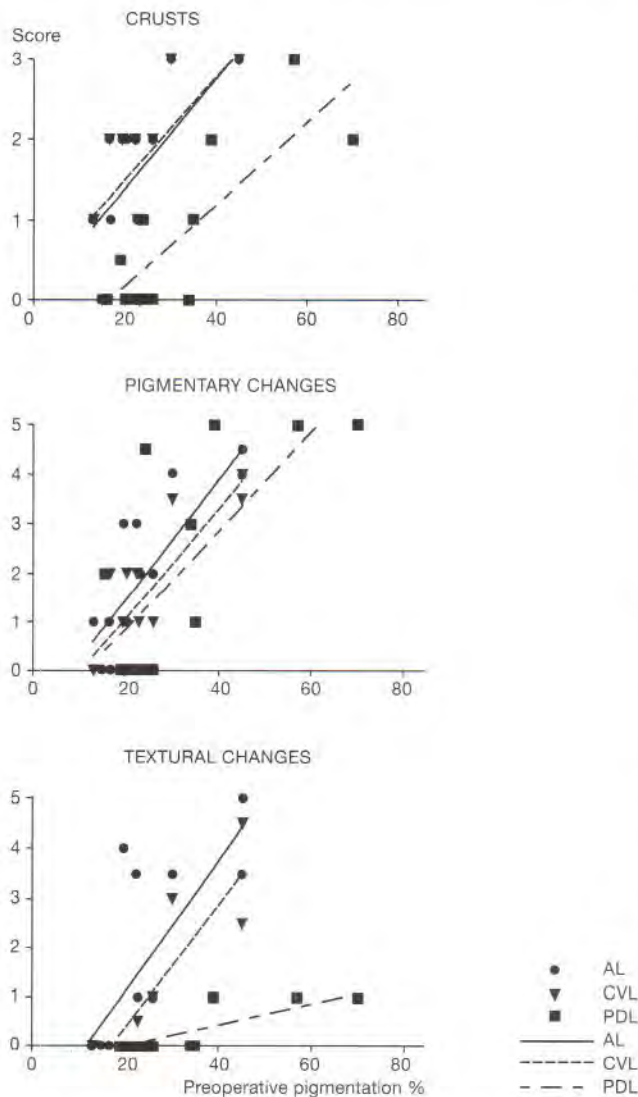 CRUSTS
Score
3
2
1
0
0 20 40 60 80
PIGMENTARY CHANGES
5
4
3
2
1
0
0 20 40 60 80
TEXTURAL CHANGES
5
4
3
2
1
0
0 20 40 60 80
Preoperative pigmentation %
AL
CVL
PDL
AL
CVL
PDL